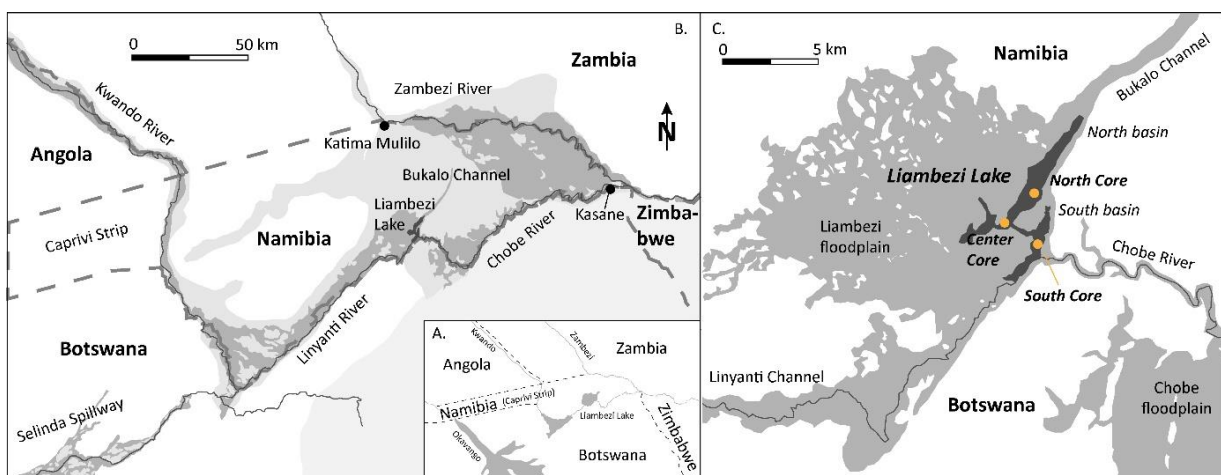 B.
0
50 km
Zambia
Kwando River
Zambezi River
N
Angola
Katima Mulilo
Bukalo Channel
Kasane
Liambezi
Lake
Zimba-
bwe
Caprivi Strip
Namibia
Chobe River
Linyanti River
Botswana
Selinda Spillway
A.
Kwando
Zambezi
Zambia
Angola
Namibia (Caprivi Strip)
Liambezi Lake
Zimbabwe
Okavango
Botswana
C.
0
5 km
Namibia
Bukalo Channel
North basin
Liambezi Lake
North Core
South basin
Liambezi
floodplain
Center
Core
Chobe River
South Core
Linyanti Channel
Botswana
Chobe
floodplain